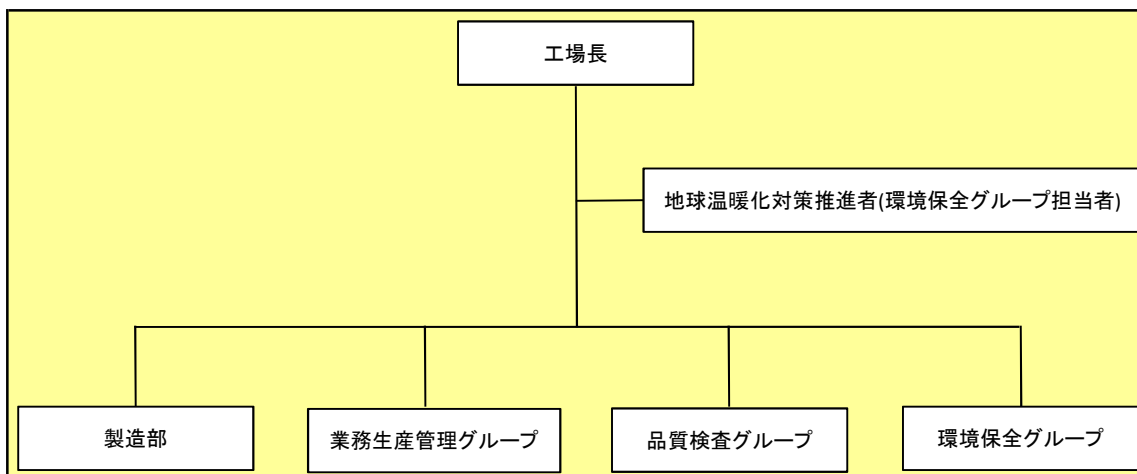 工場長
地球温暖化対策推進者(環境保全グループ担当者)
製造部
業務生産管理グループ
品質検査グループ
環境保全グループ